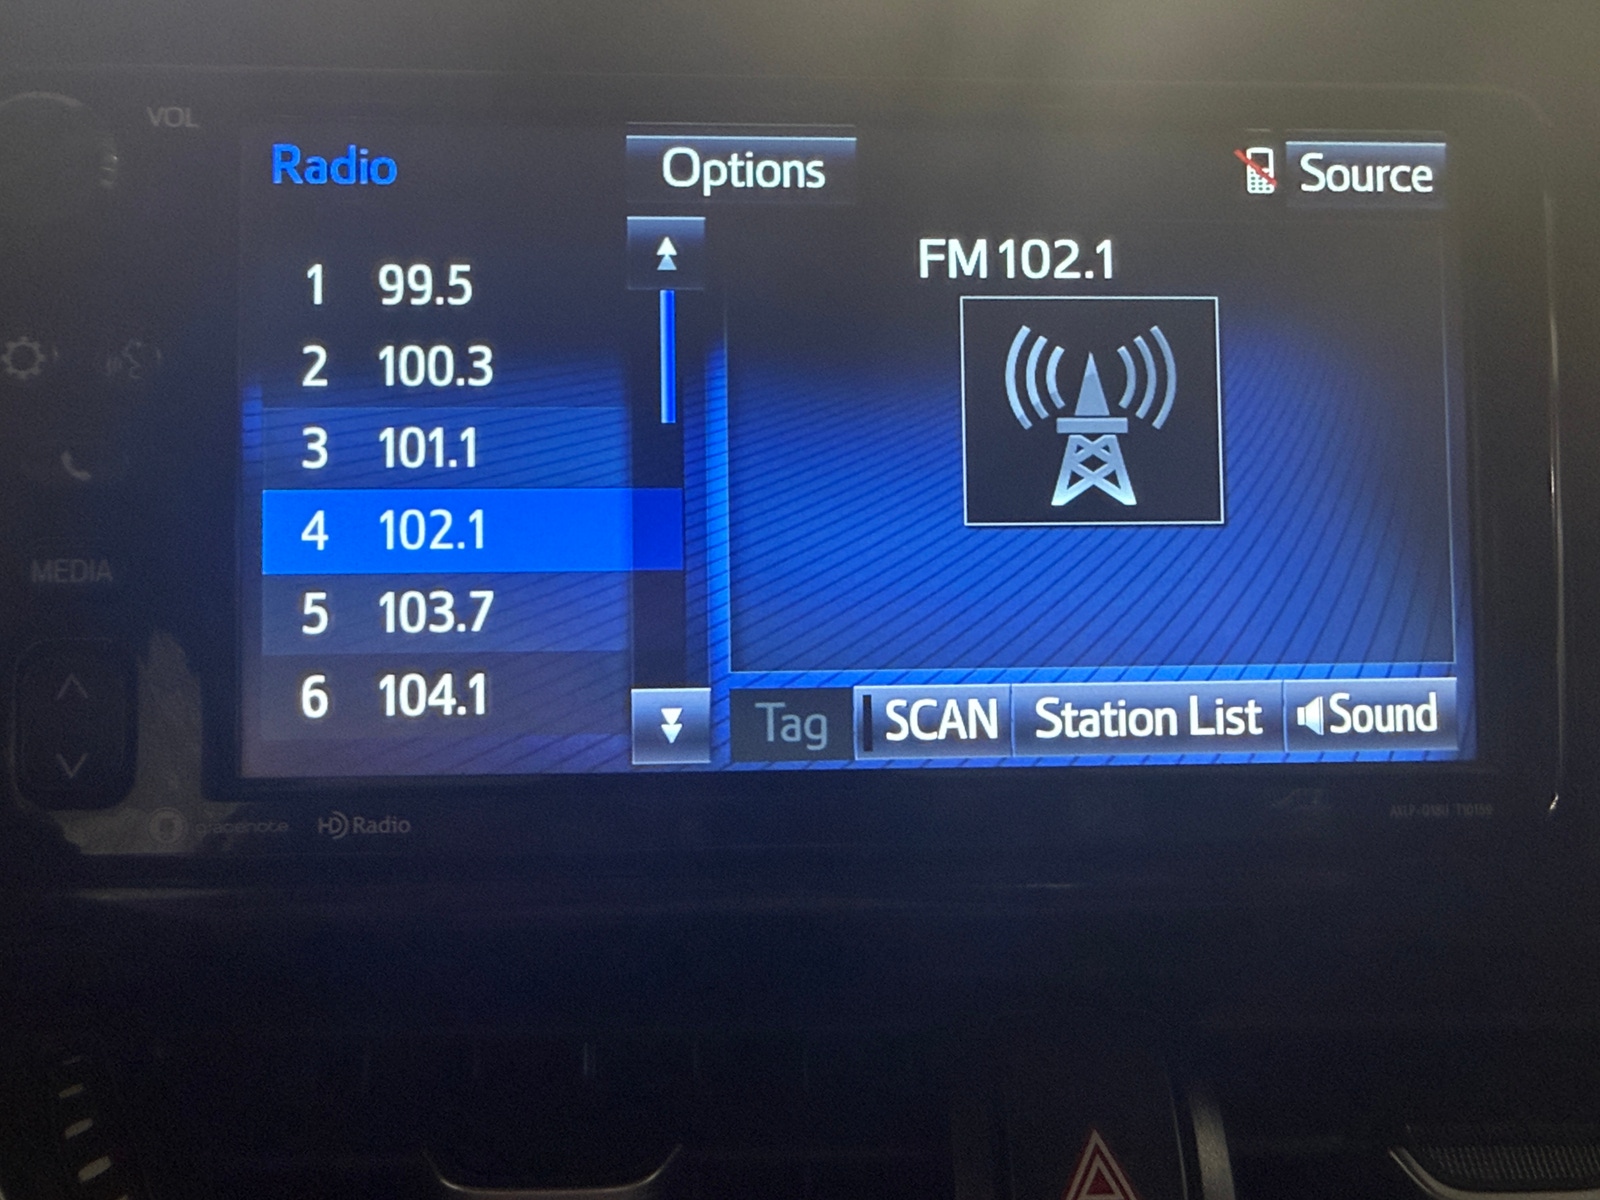 VOL
Radio
Options
Source
FM 102.1
1 99.5
2 100.3
3 101.1
4 102.1
5 103.7
6 104.1
MEDIA
Tag
SCAN
Station List
Sound
gracenote
HD Radio